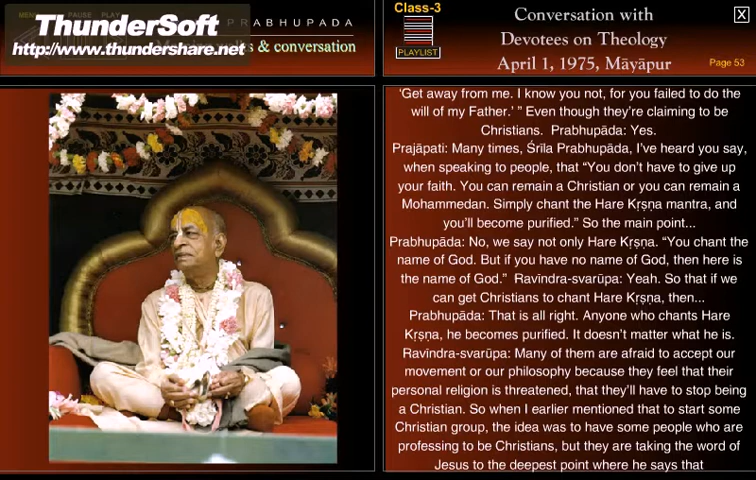 MENU PAUSE PLAY
ThunderSoft PRABHUPADA
http://www.thundershare.net s & conversation
Class-3
PLAYLIST
Conversation with
Devotees on Theology
April 1, 1975, Māyāpur
X
Page 53
‘Get away from me. I know you not, for you failed to do the
will of my Father.’ ” Even though they’re claiming to be
Christians. Prabhupāda: Yes.
Prajāpati: Many times, Śrīla Prabhupāda, I’ve heard you say,
when speaking to people, that “You don’t have to give up
your faith. You can remain a Christian or you can remain a
Mohammedan. Simply chant the Hare Kṛṣṇa mantra, and
you’ll become purified.” So the main point...
Prabhupāda: No, we say not only Hare Kṛṣṇa. “You chant the
name of God. But if you have no name of God, then here is
the name of God.” Ravīndra-svarūpa: Yeah. So that if we
can get Christians to chant Hare Kṛṣṇa, then...
Prabhupāda: That is all right. Anyone who chants Hare
Kṛṣṇa, he becomes purified. It doesn’t matter what he is.
Ravīndra-svarūpa: Many of them are afraid to accept our
movement or our philosophy because they feel that their
personal religion is threatened, that they’ll have to stop being
a Christian. So when I earlier mentioned that to start some
Christian group, the idea was to have some people who are
professing to be Christians, but they are taking the word of
Jesus to the deepest point where he says that